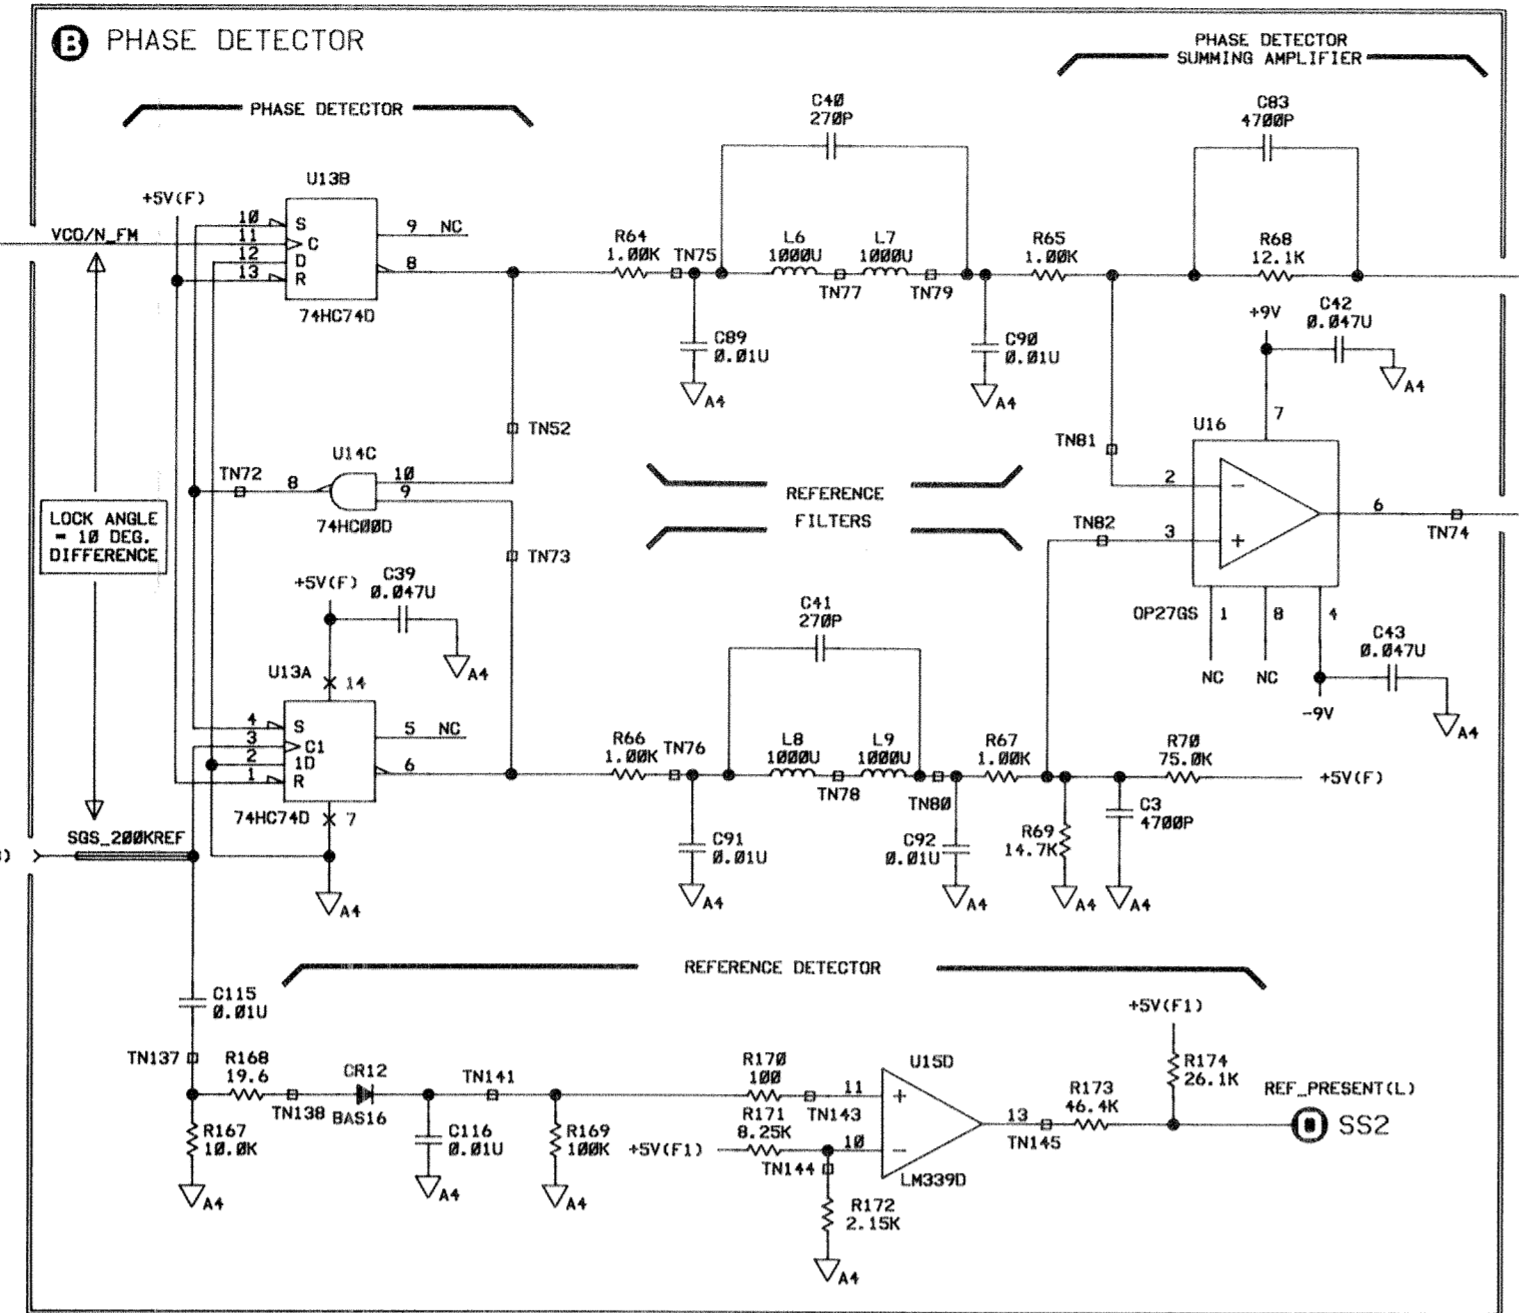 B PHASE DETECTOR
PHASE DETECTOR
SUMMING AMPLIFIER
PHASE DETECTOR
C40
270P
C83
4700P
U13B
+5V(F)
VCO/N_FM
10
11
12
13
S
C
D
R
9 NC
8
74HC74D
R64
1.00K
TN75
L6
1000U
L7
1000U
TN77
TN79
R65
1.00K
R68
12.1K
C89
0.01U
A4
C90
0.01U
A4
+9V
C42
0.047U
A4
7
U16
TN52
TN81
U14C
TN72
8
10
9
74HC00D
REFERENCE
FILTERS
2
-
TN82
3
+
6
TN74
LOCK ANGLE
= 10 DEG.
DIFFERENCE
TN73
+5V(F)
C39
0.047U
A4
OP27GS
1
8
4
NC
NC
-9V
C43
0.047U
A4
C41
270P
U13A
14
4
3
2
1
S
C1
1D
R
5 NC
6
74HC74D
7
R66
1.00K
TN76
L8
1000U
L9
1000U
TN78
TN80
R67
1.00K
R70
75.0K
+5V(F)
SGS_200KREF
)
A4
C91
0.01U
A4
C92
0.01U
A4
R69
14.7K
A4
C3
4700P
A4
REFERENCE DETECTOR
C115
0.01U
+5V(F1)
TN137
R168
19.6
TN138
CR12
BAS16
TN141
R170
100
TN143
11
+
U15D
R174
26.1K
R173
46.4K
REF_PRESENT(L)
SS2
R167
10.0K
A4
C116
0.01U
A4
R169
100K
A4
+5V(F1)
R171
8.25K
10
-
TN144
13
TN145
LM339D
R172
2.15K
A4